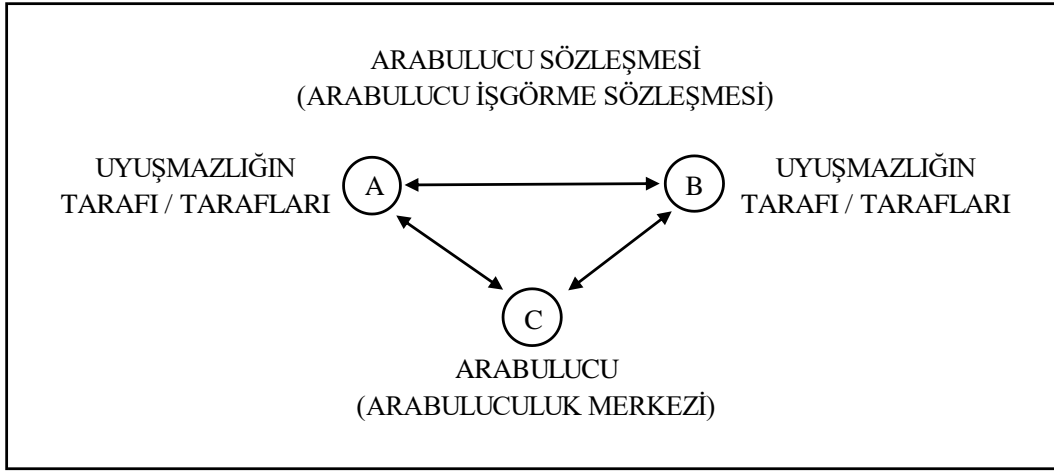 ARABULUCU SÖZLEŞMESİ
(ARABULUCU İŞGÖRME SÖZLEŞMESİ)
UYUŞMAZLIĞIN
TARAFI / TARAFLARI
A
B
UYUŞMAZLIĞIN
TARAFI / TARAFLARI
C
ARABULUCU
(ARABULUCULUK MERKEZİ)